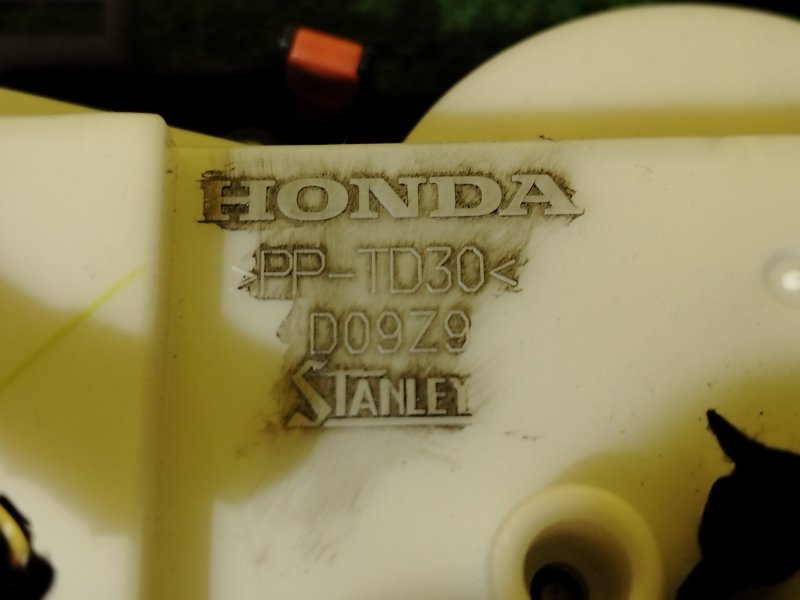 HONDA
>PP-TD30<
D09Z9
STANLEY